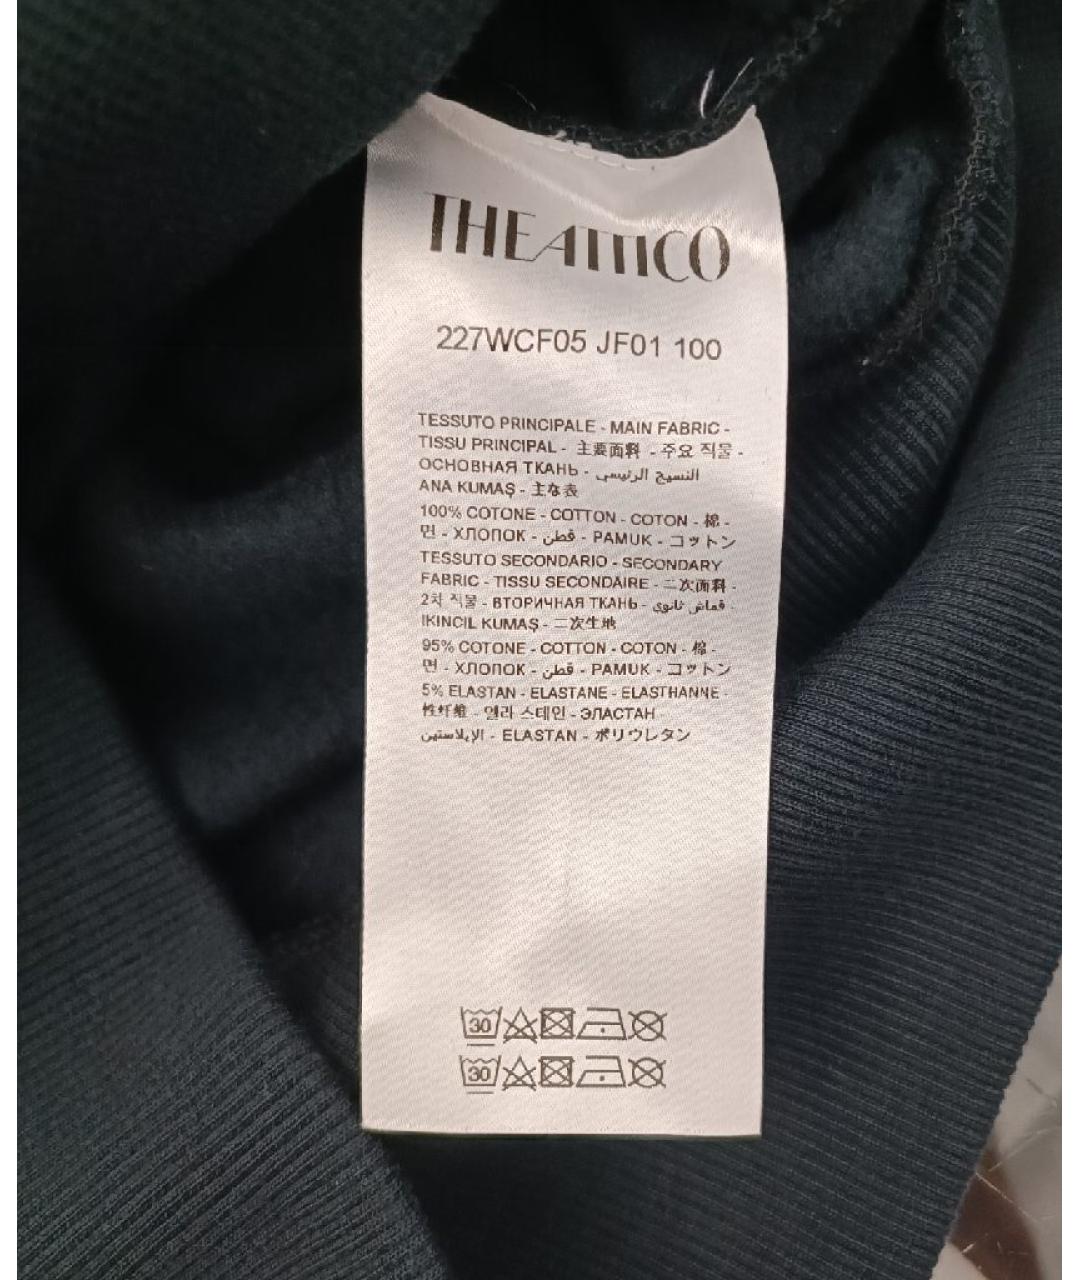 THE ATTICO
227WCF05 JF01 100
TESSUTO PRINCIPALE - MAIN FABRIC -
TISSU PRINCIPAL - 主要面料 - 주요 직물 -
ОСНОВНАЯ ТКАНЬ - النسيج الرئيسي
ANA KUMAŞ - 主な表
100% COTONE - COTTON - COTON - 棉 -
면 - ХЛОПОК - قطن - PAMUK - コットン
TESSUTO SECONDARIO - SECONDARY
FABRIC - TISSU SECONDAIRE - 二次面料 -
2차 직물 - ВТОРИЧНАЯ ТКАНЬ - قماش ثانوي -
IKINCIL KUMAŞ - 二次生地
95% COTONE - COTTON - COTON - 棉 -
면 - ХЛОПОК - قطن - PAMUK - コットン
5% ELASTAN - ELASTANE - ELASTHANNE -
性纤维 - 엘라 스테인 - ЭЛАСТАН
الإيلاستين - ELASTAN - ポリウレタン
30
30